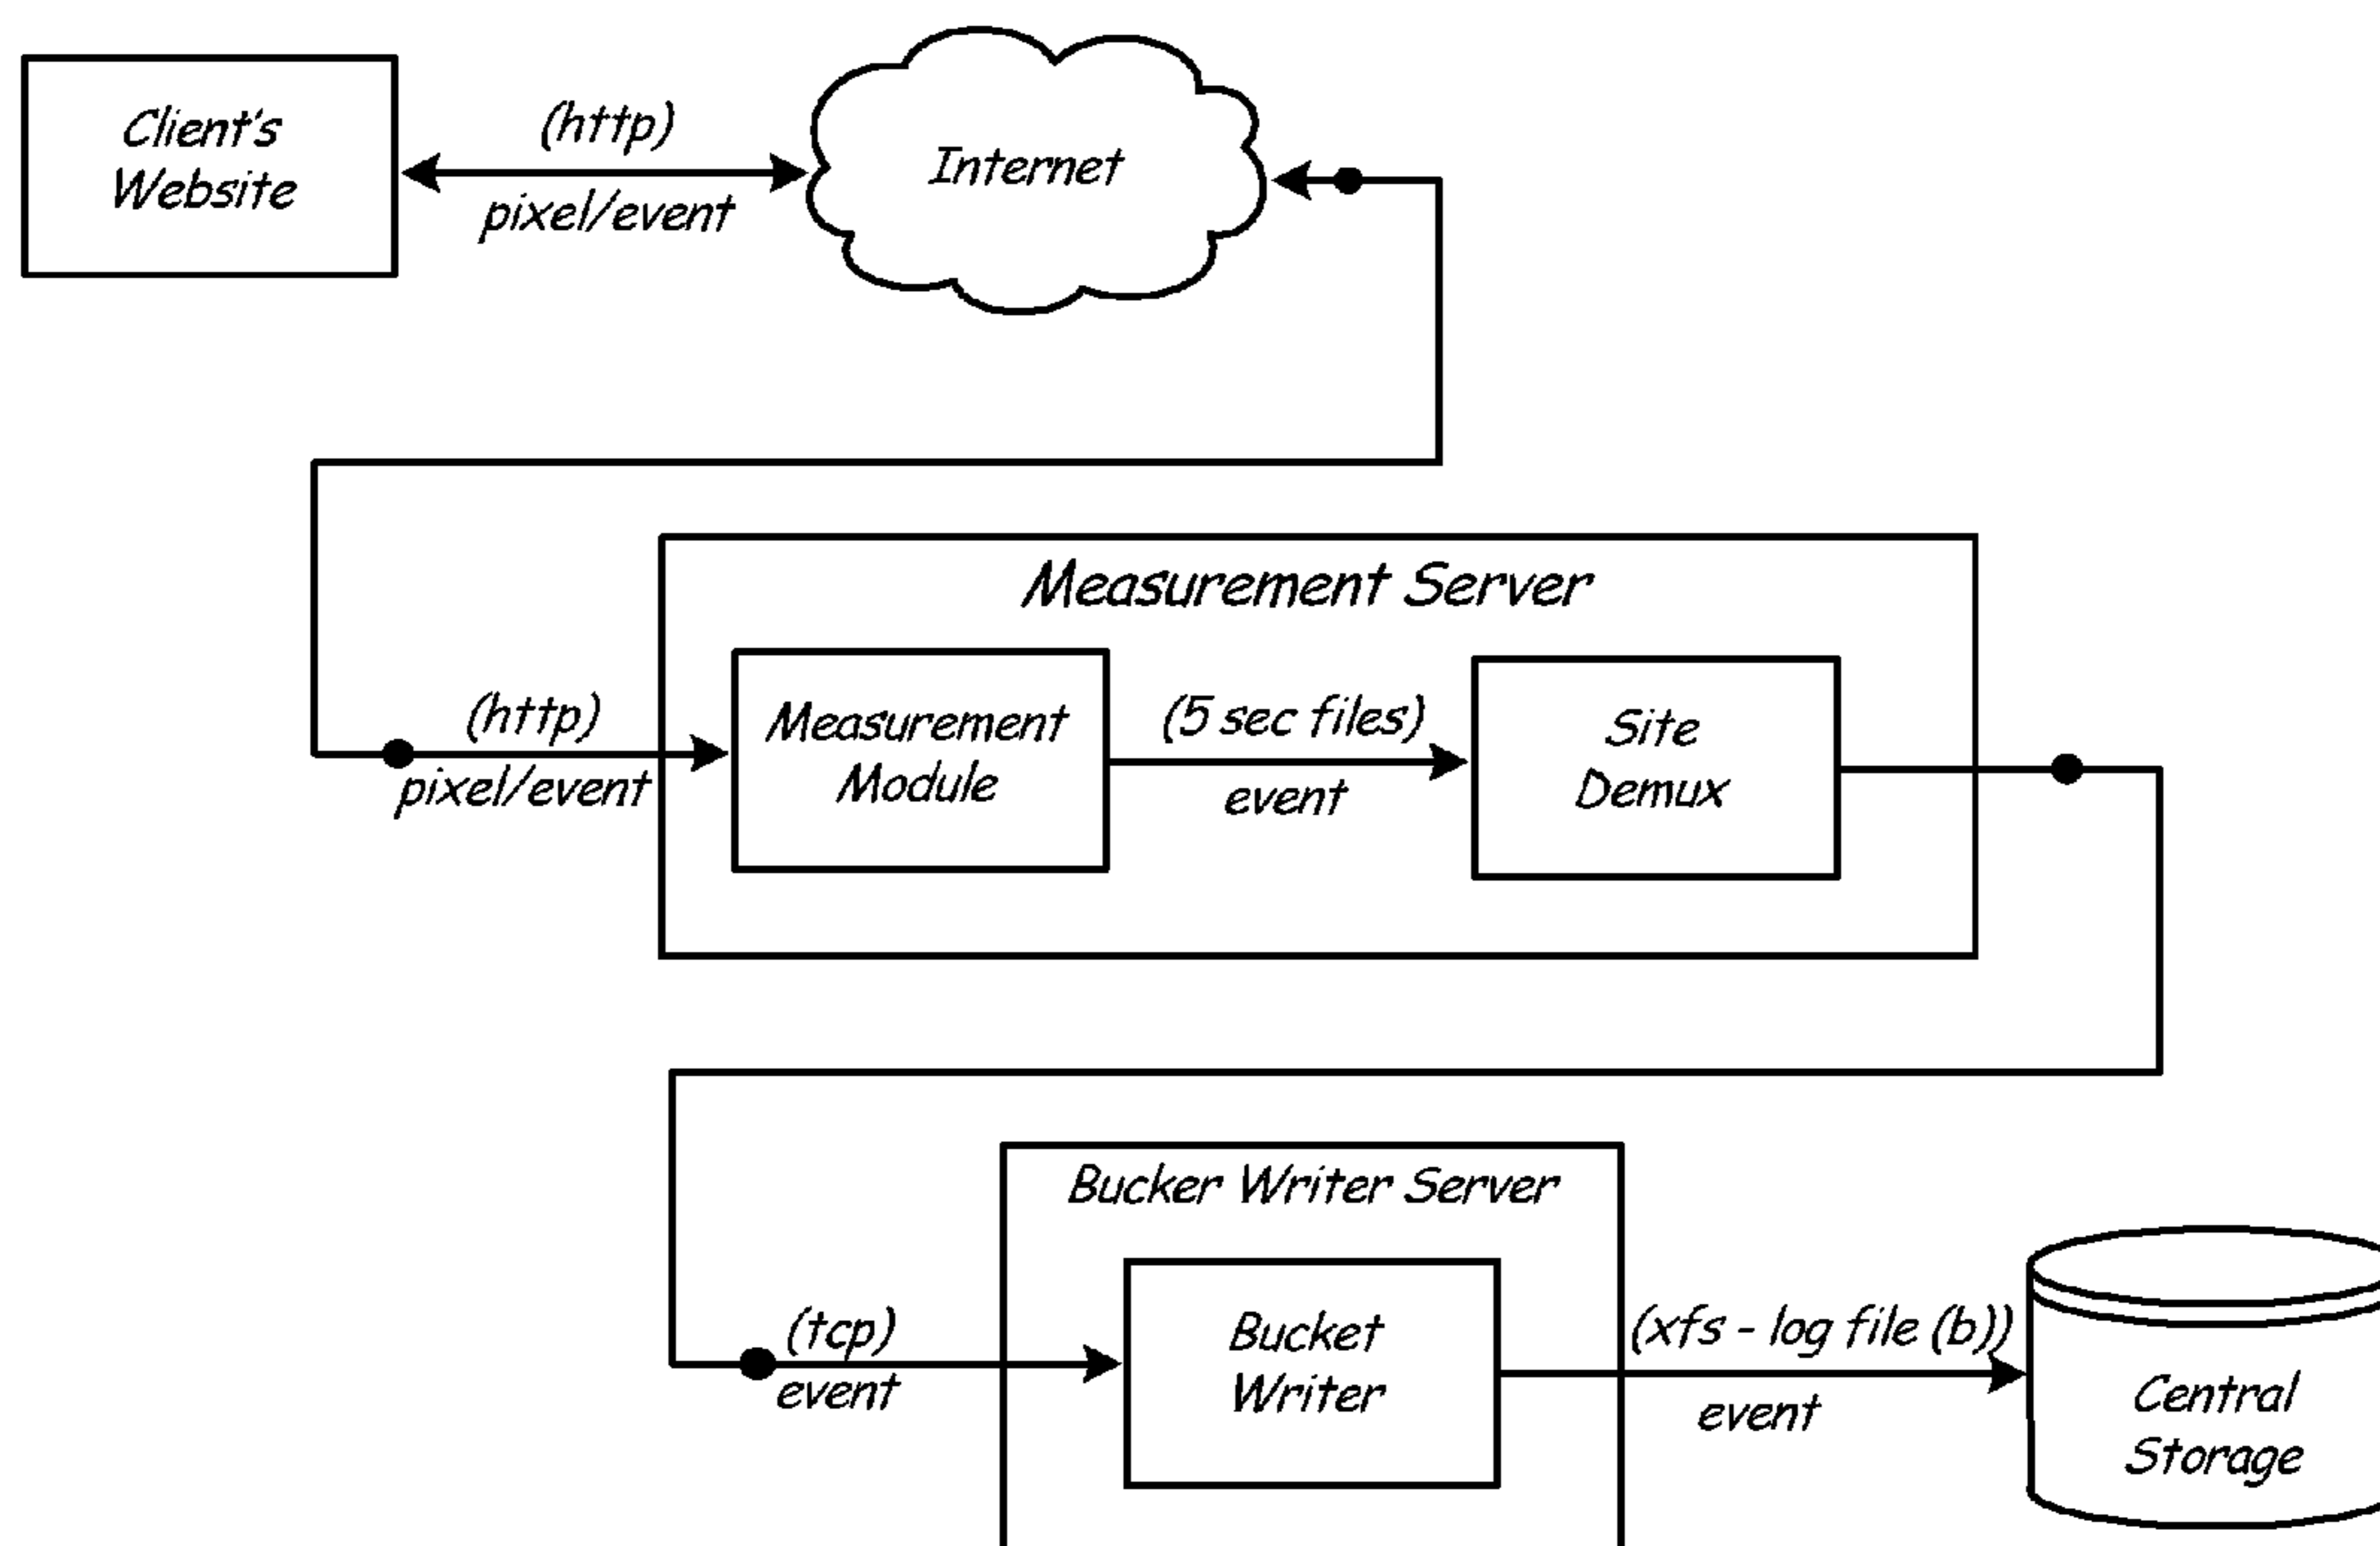 Client's
Website
(http)
pixel/event
Internet
Measurement Server
(http)
pixel/event
Measurement
Module
(5 sec files)
event
Site
Demux
Bucker Writer Server
(tcp)
event
Bucket
Writer
(xfs - log file (b))
event
Central
Storage